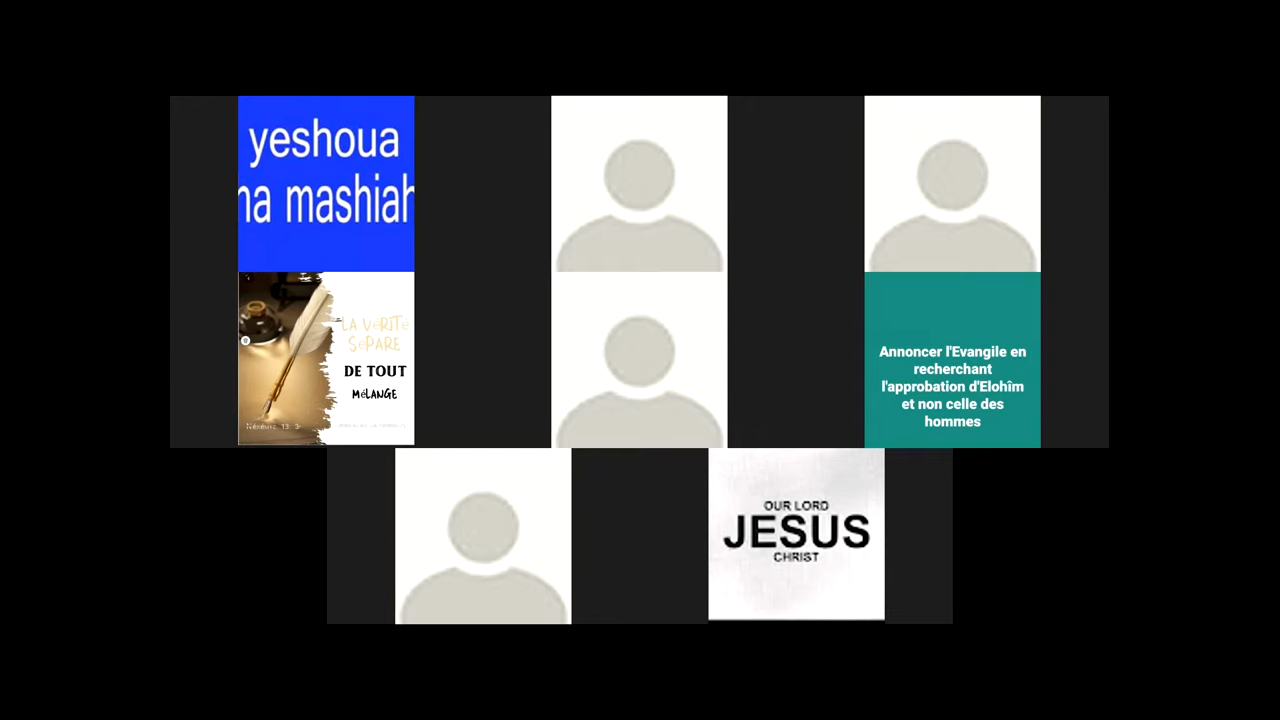 yeshoua
ha mashiah
LA VéRITé
SéPARE
DE TOUT
MéLANGE
Annoncer l'Evangile en
recherchant
l'approbation d'Elohîm
et non celle des
hommes
OUR LORD
JESUS
CHRIST